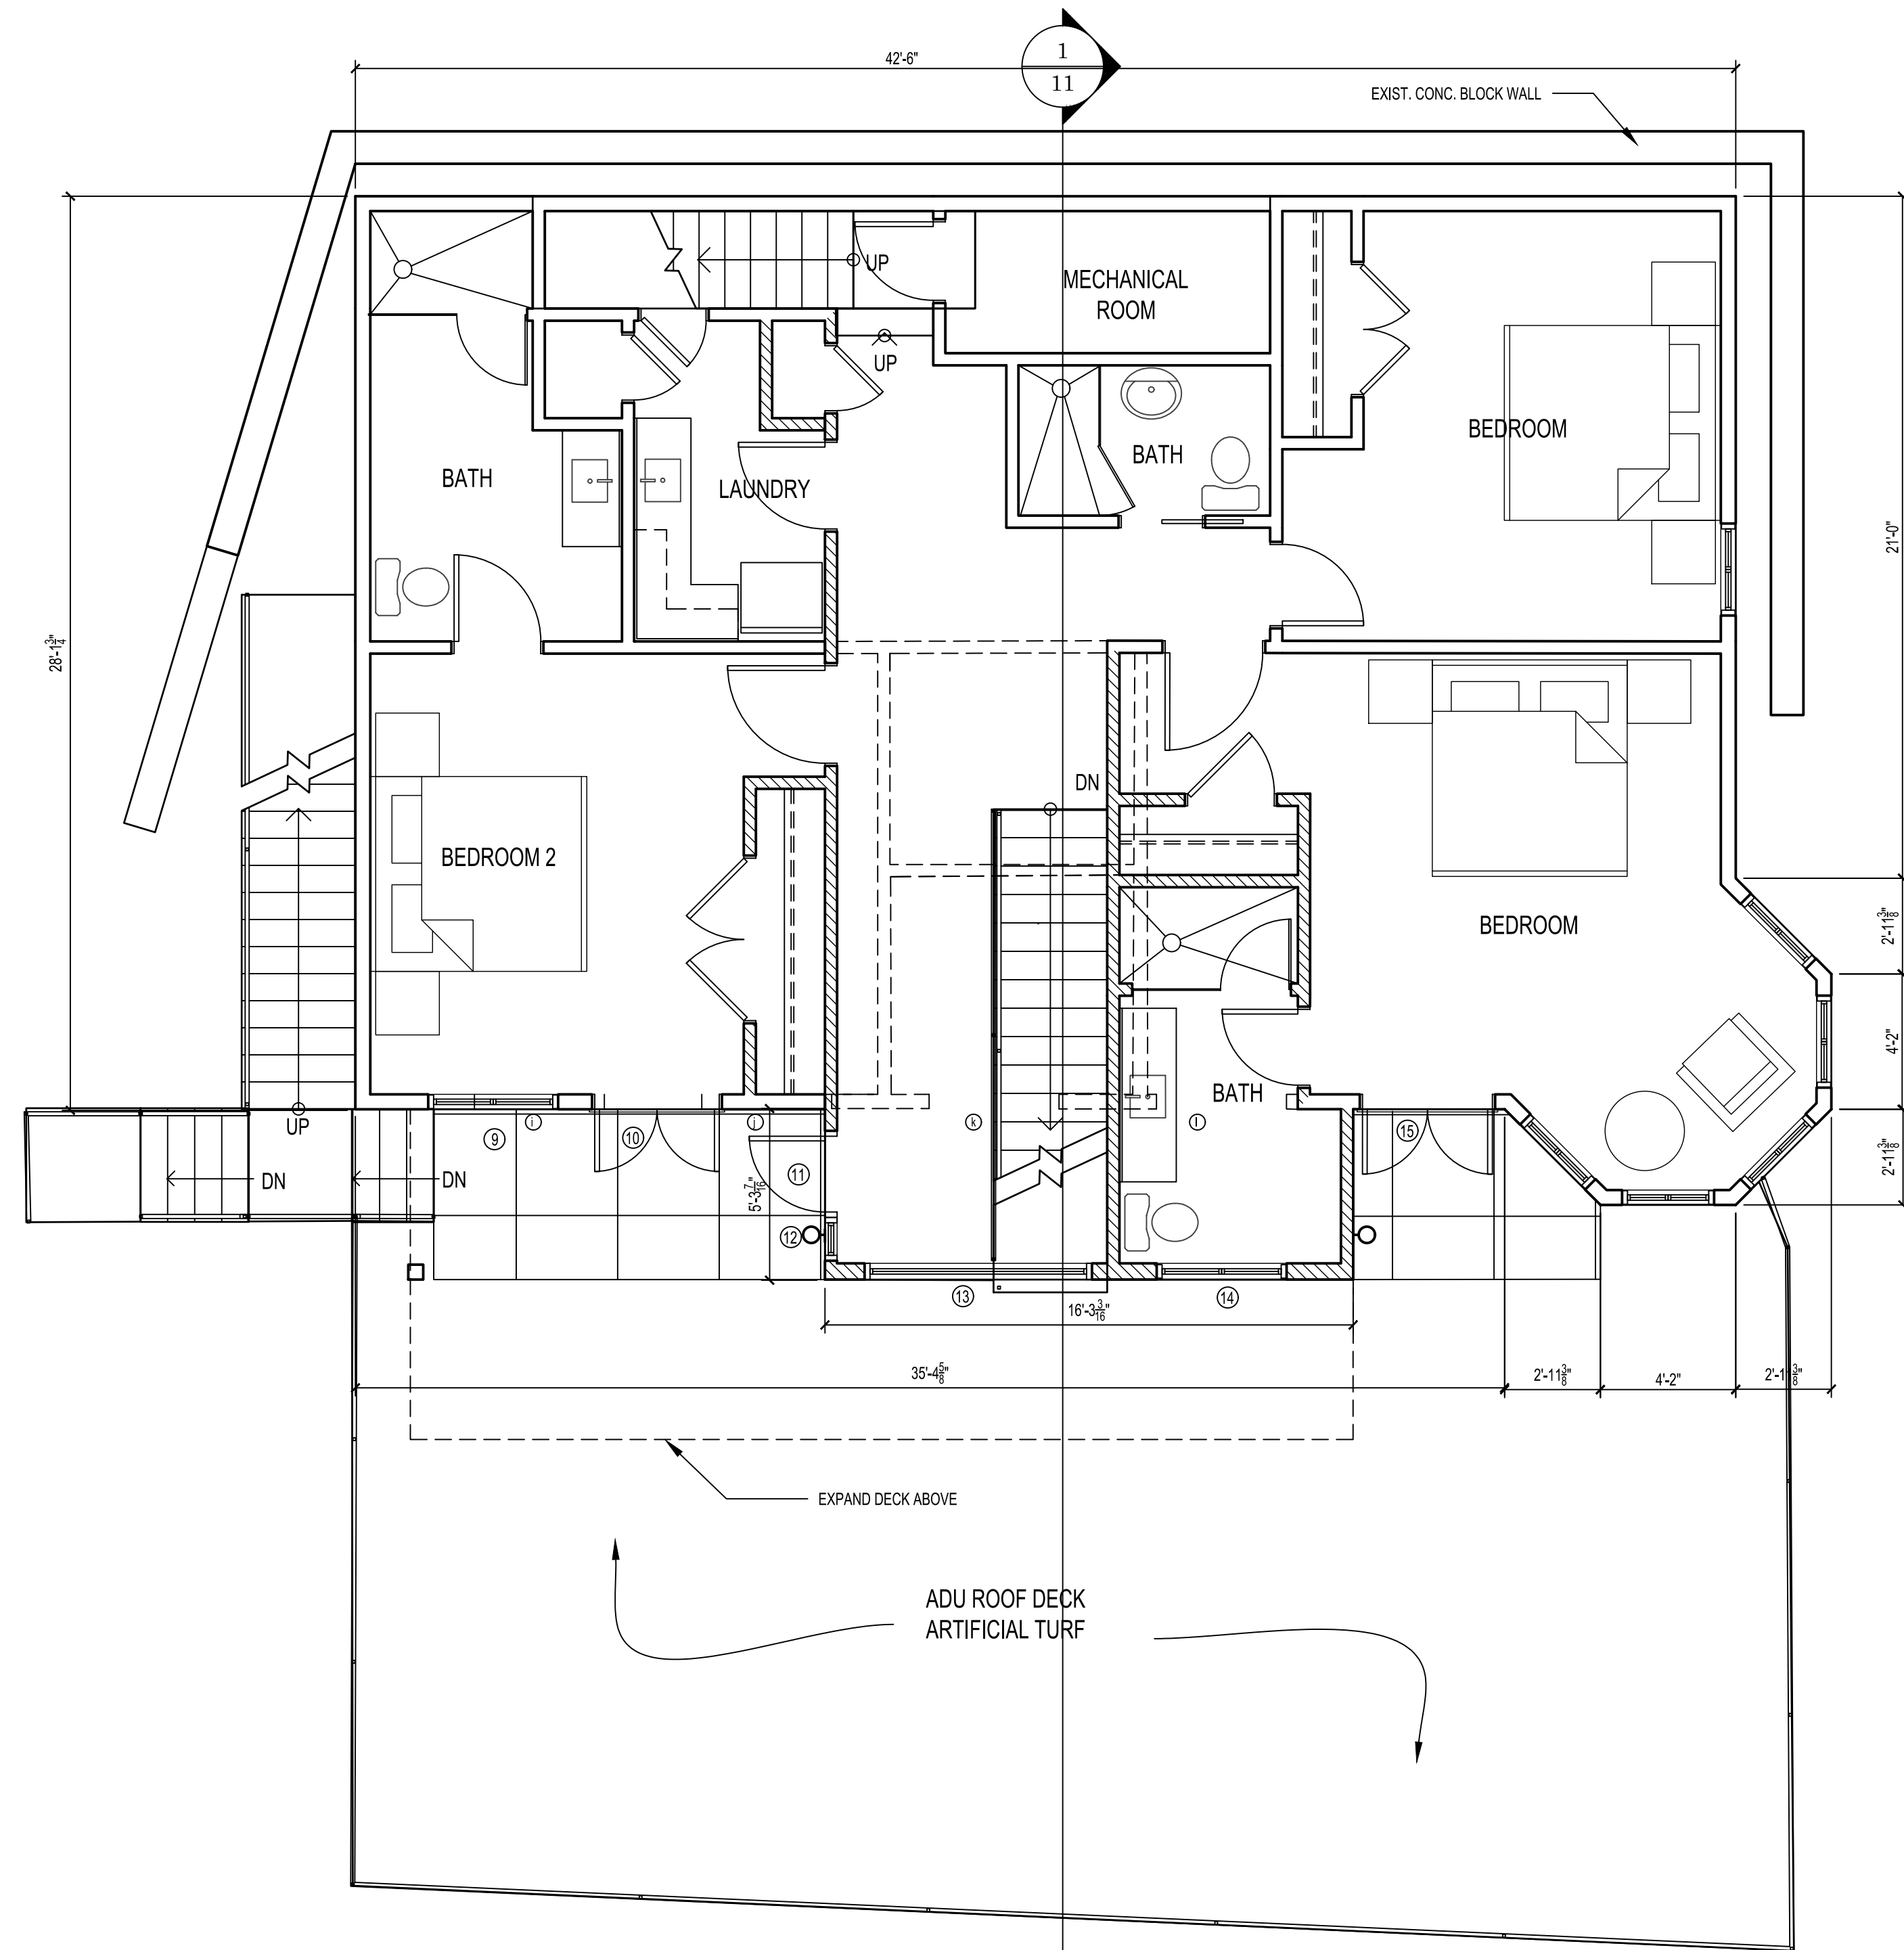 1
11
42'-6"
EXIST. CONC. BLOCK WALL
UP
MECHANICAL
ROOM
UP
BEDROOM
BATH
LAUNDRY
BATH
21'-0"
28'-1 3/4"
DN
BEDROOM 2
BEDROOM
2'-11 3/8"
4'-2"
BATH
UP
9
i
10
j
k
l
15
2'-11 3/8"
DN
DN
11
5'-3 7/16"
12
13
14
16'-3 3/16"
35'-4 5/8"
2'-11 3/8"
4'-2"
2'-11 3/8"
EXPAND DECK ABOVE
ADU ROOF DECK
ARTIFICIAL TURF